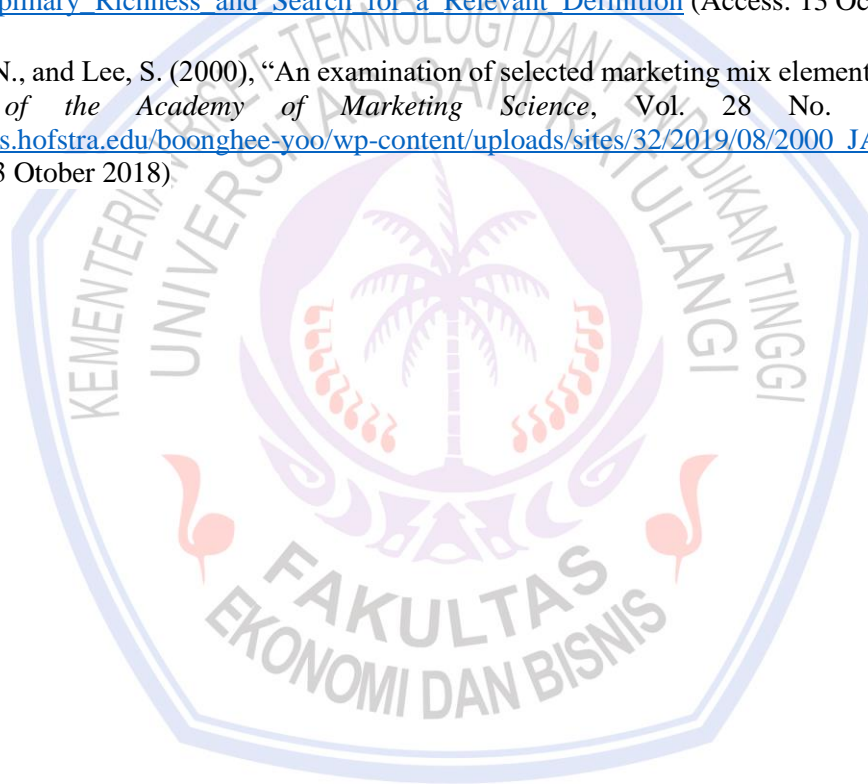 plinary_Richness_and_Search_for_a_Relevant_Definition (Access: 13 Oc
N., and Lee, S. (2000), “An examination of selected marketing mix element
of the Academy of Marketing Science, Vol. 28 No.
s.hofstra.edu/boonghee-yoo/wp-content/uploads/sites/32/2019/08/2000_JA
3 Otober 2018)
KEMENTERIAN RISET TEKNOLOGI DAN PENDIDIKAN TINGGI
UNIVERSITAS SAM RATULANGI
FAKULTAS
EKONOMI DAN BISNIS